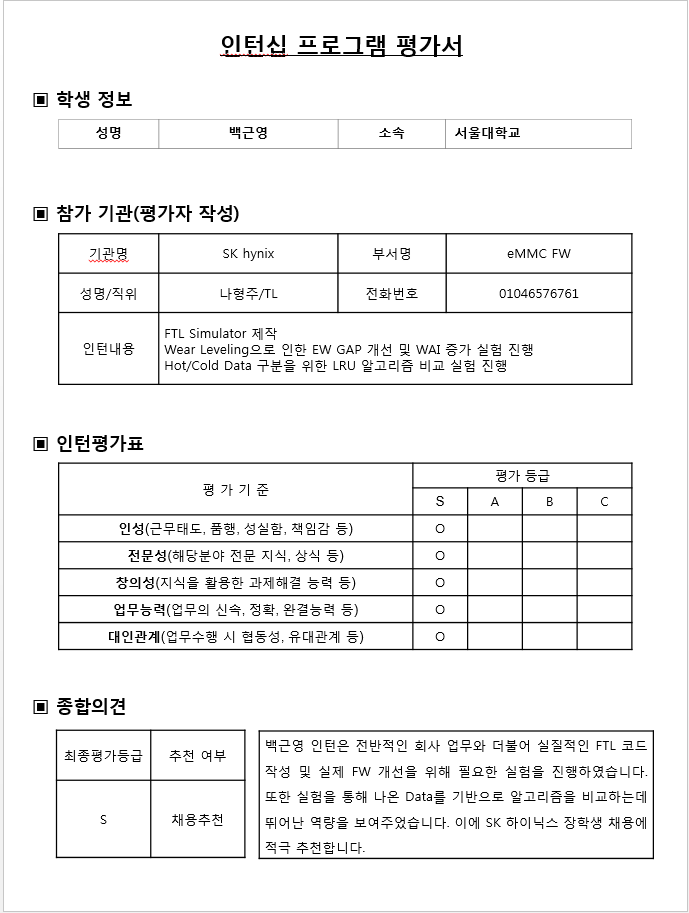 인턴십 프로그램 평가서
▣ 학생 정보
성명 백근영 소속 서울대학교
▣ 참가 기관(평가자 작성)
기관명 SK hynix 부서명 eMMC FW
성명/직위 나형주/TL 전화번호 01046576761
인턴내용
FTL Simulator 제작
Wear Leveling으로 인한 EW GAP 개선 및 WAI 증가 실험 진행
Hot/Cold Data 구분을 위한 LRU 알고리즘 비교 실험 진행
▣ 인턴평가표
평 가 기 준 평가 등급
S A B C
인성(근무태도, 품행, 성실함, 책임감 등) O
전문성(해당분야 전문 지식, 상식 등) O
창의성(지식을 활용한 과제해결 능력 등) O
업무능력(업무의 신속, 정확, 완결능력 등) O
대인관계(업무수행 시 협동성, 유대관계 등) O
▣ 종합의견
최종평가등급 추천 여부
S 채용추천
백근영 인턴은 전반적인 회사 업무와 더불어 실질적인 FTL 코드
작성 및 실제 FW 개선을 위해 필요한 실험을 진행하였습니다.
또한 실험을 통해 나온 Data를 기반으로 알고리즘을 비교하는데
뛰어난 역량을 보여주었습니다. 이에 SK 하이닉스 장학생 채용에
적극 추천합니다.